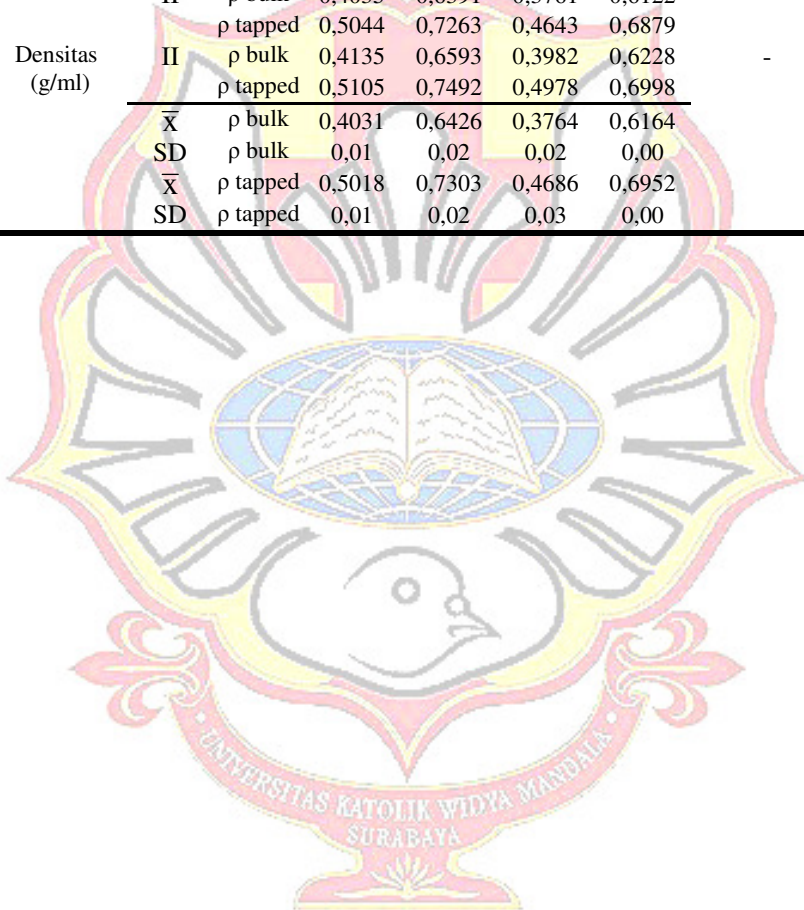 ρ bulk
ρ tapped 0,5044 0,7263 0,4643 0,6879
Densitas (g/ml) II ρ bulk 0,4135 0,6593 0,3982 0,6228 -
ρ tapped 0,5105 0,7492 0,4978 0,6998
x̄ ρ bulk 0,4031 0,6426 0,3764 0,6164
SD ρ bulk 0,01 0,02 0,02 0,00
x̄ ρ tapped 0,5018 0,7303 0,4686 0,6952
SD ρ tapped 0,01 0,02 0,03 0,00
UNIVERSITAS KATOLIK WIDYA MANDALA
SURABAYA